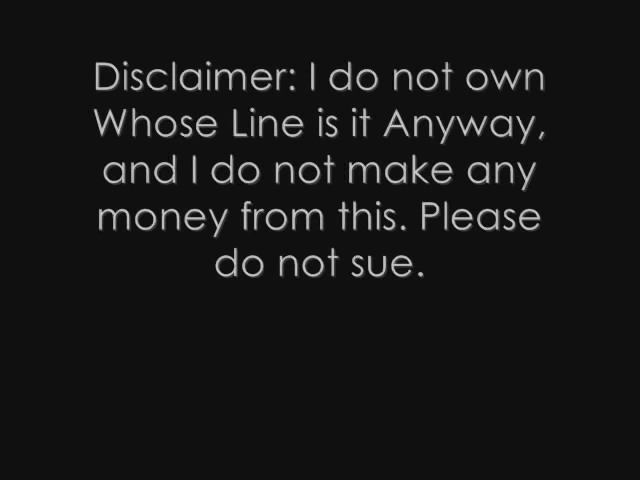 Disclaimer: I do not own
Whose Line is it Anyway,
and I do not make any
money from this. Please
do not sue.